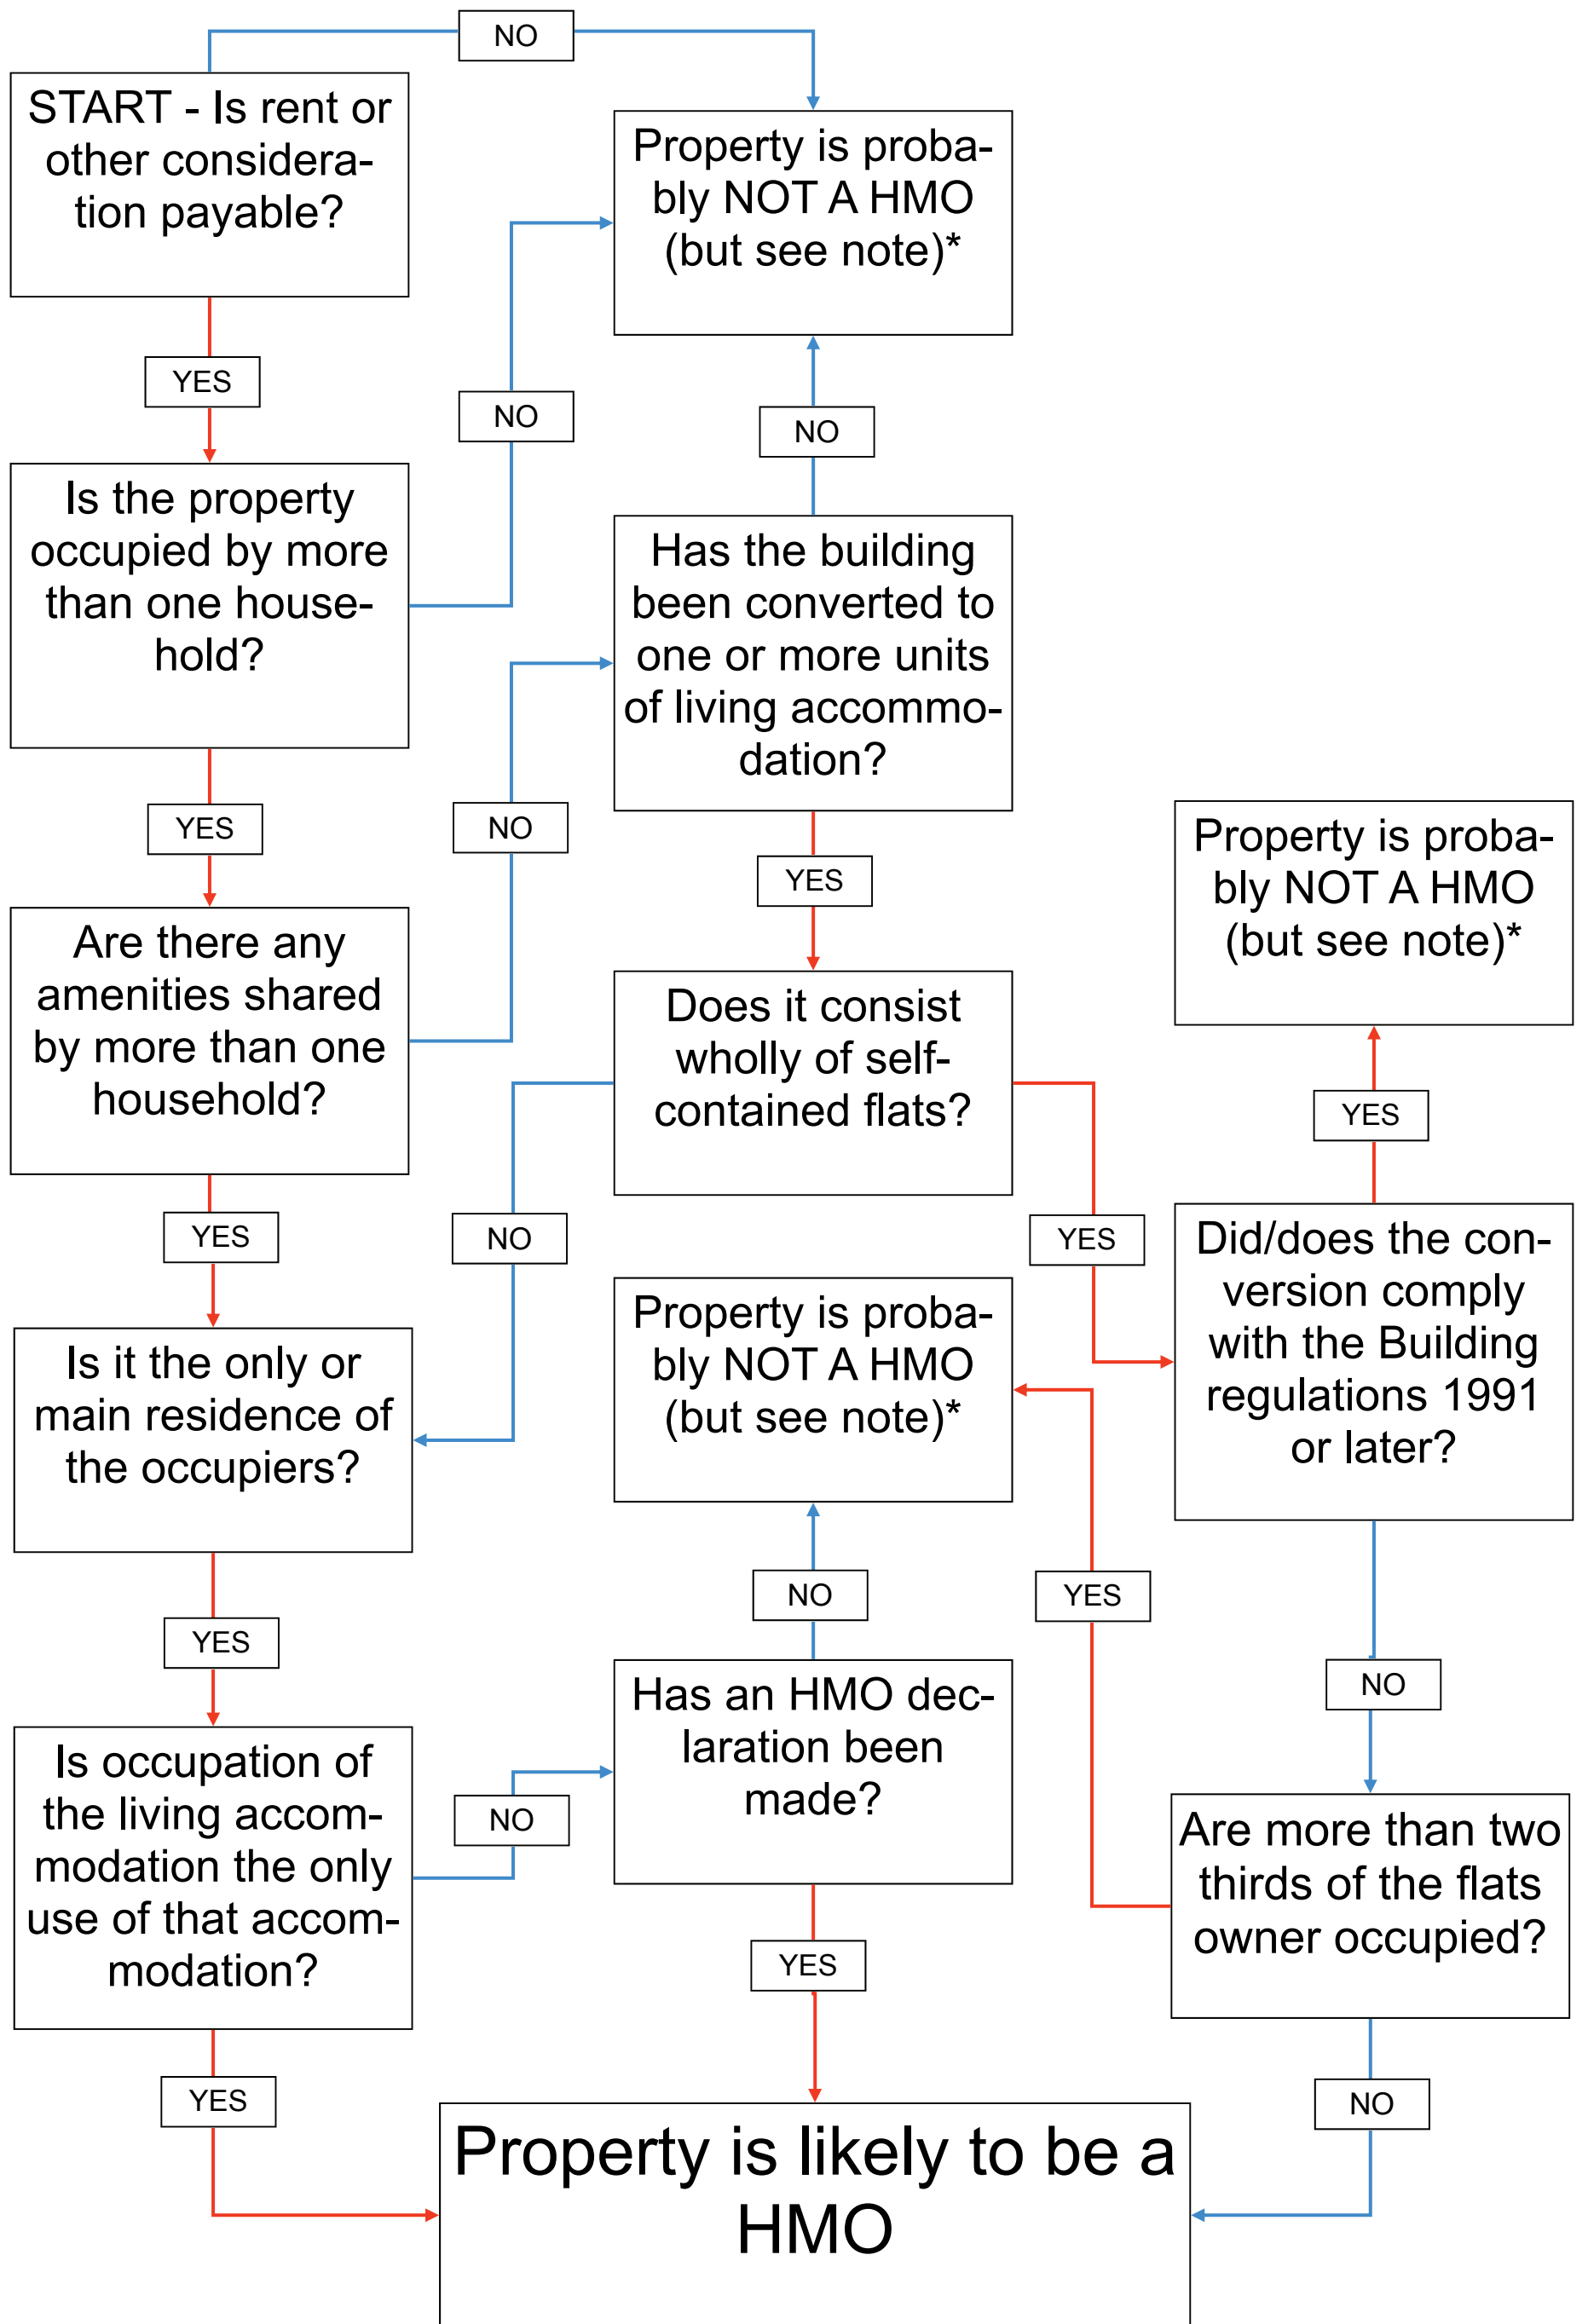 NO
START - Is rent or
other considera-
tion payable?
Property is proba-
bly NOT A HMO
(but see note)*
YES
NO
NO
Is the property
occupied by more
than one house-
hold?
Has the building
been converted to
one or more units
of living accommo-
dation?
YES
NO
YES
Property is proba-
bly NOT A HMO
(but see note)*
Are there any
amenities shared
by more than one
household?
Does it consist
wholly of self-
contained flats?
YES
YES
NO
YES
Did/does the con-
version comply
with the Building
regulations 1991
or later?
Property is proba-
bly NOT A HMO
(but see note)*
Is it the only or
main residence of
the occupiers?
NO
YES
YES
NO
Has an HMO dec-
laration been
made?
Is occupation of
the living accom-
modation the only
use of that accom-
modation?
NO
Are more than two
thirds of the flats
owner occupied?
YES
YES
NO
Property is likely to be a
HMO